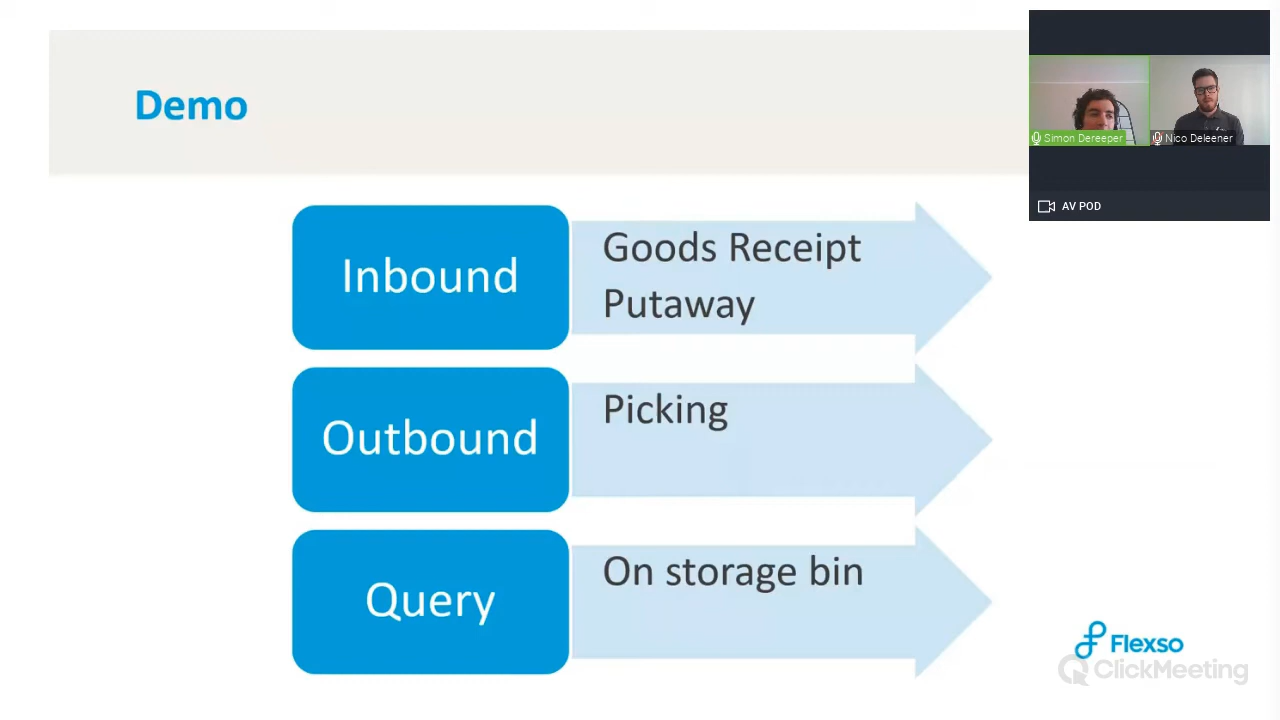 Demo
Simon Dereeper
Nico Deleener
AV POD
Inbound
Goods Receipt
Putaway
Outbound
Picking
Query
On storage bin
Flexso
ClickMeeting